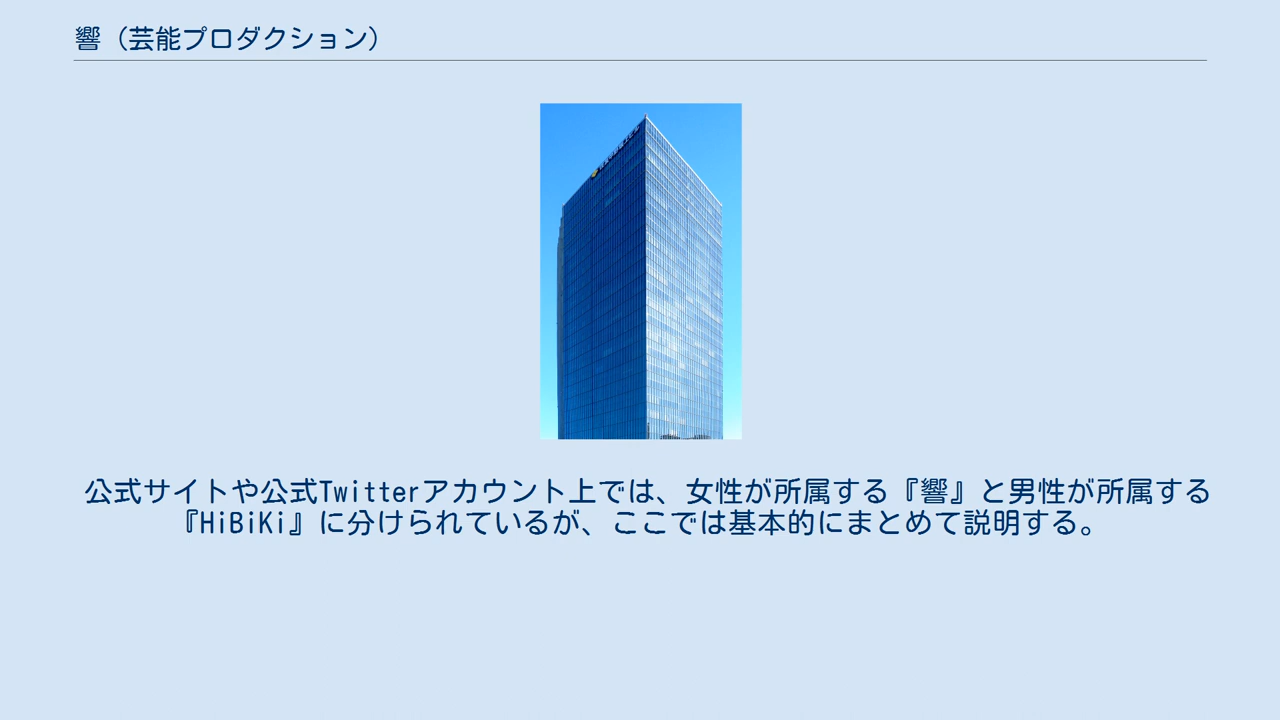 響（芸能プロダクション）
公式サイトや公式Twitterアカウント上では、女性が所属する『響』と男性が所属する
『HiBiKi』に分けられているが、ここでは基本的にまとめて説明する。